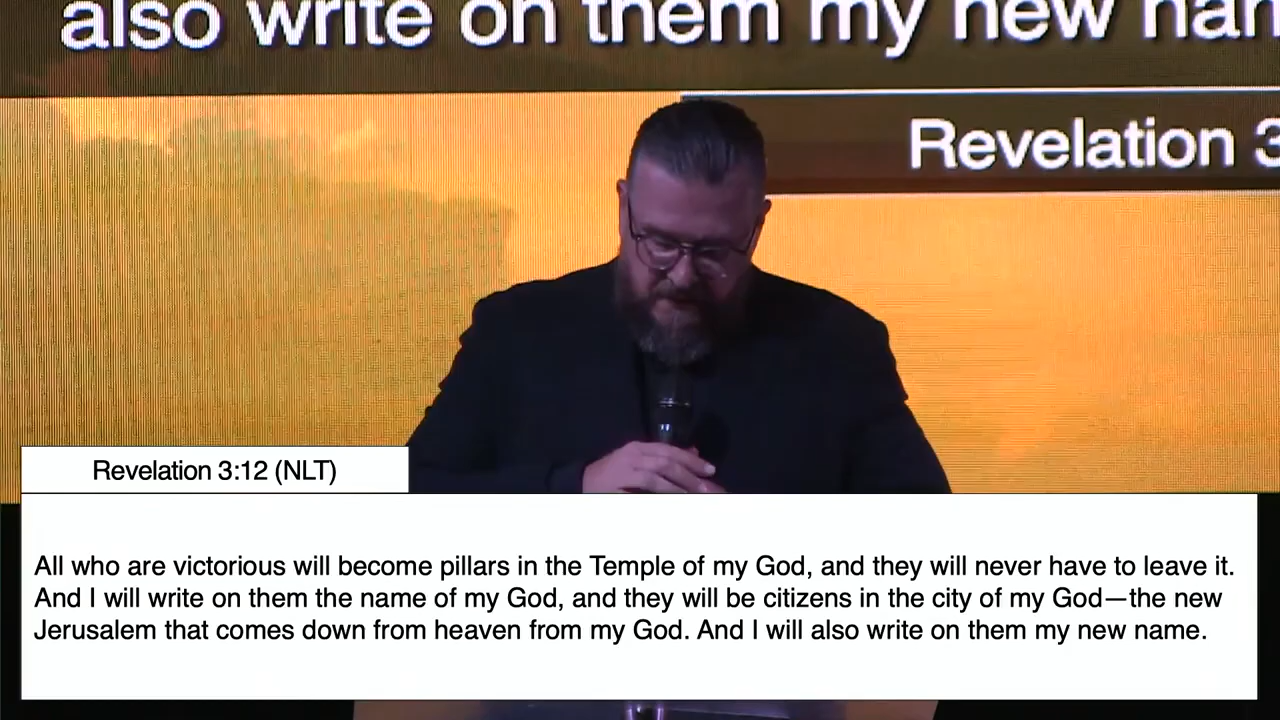 also write on them my new nam
Revelation 3
Revelation 3:12 (NLT)
All who are victorious will become pillars in the Temple of my God, and they will never have to leave it.
And I will write on them the name of my God, and they will be citizens in the city of my God—the new
Jerusalem that comes down from heaven from my God. And I will also write on them my new name.